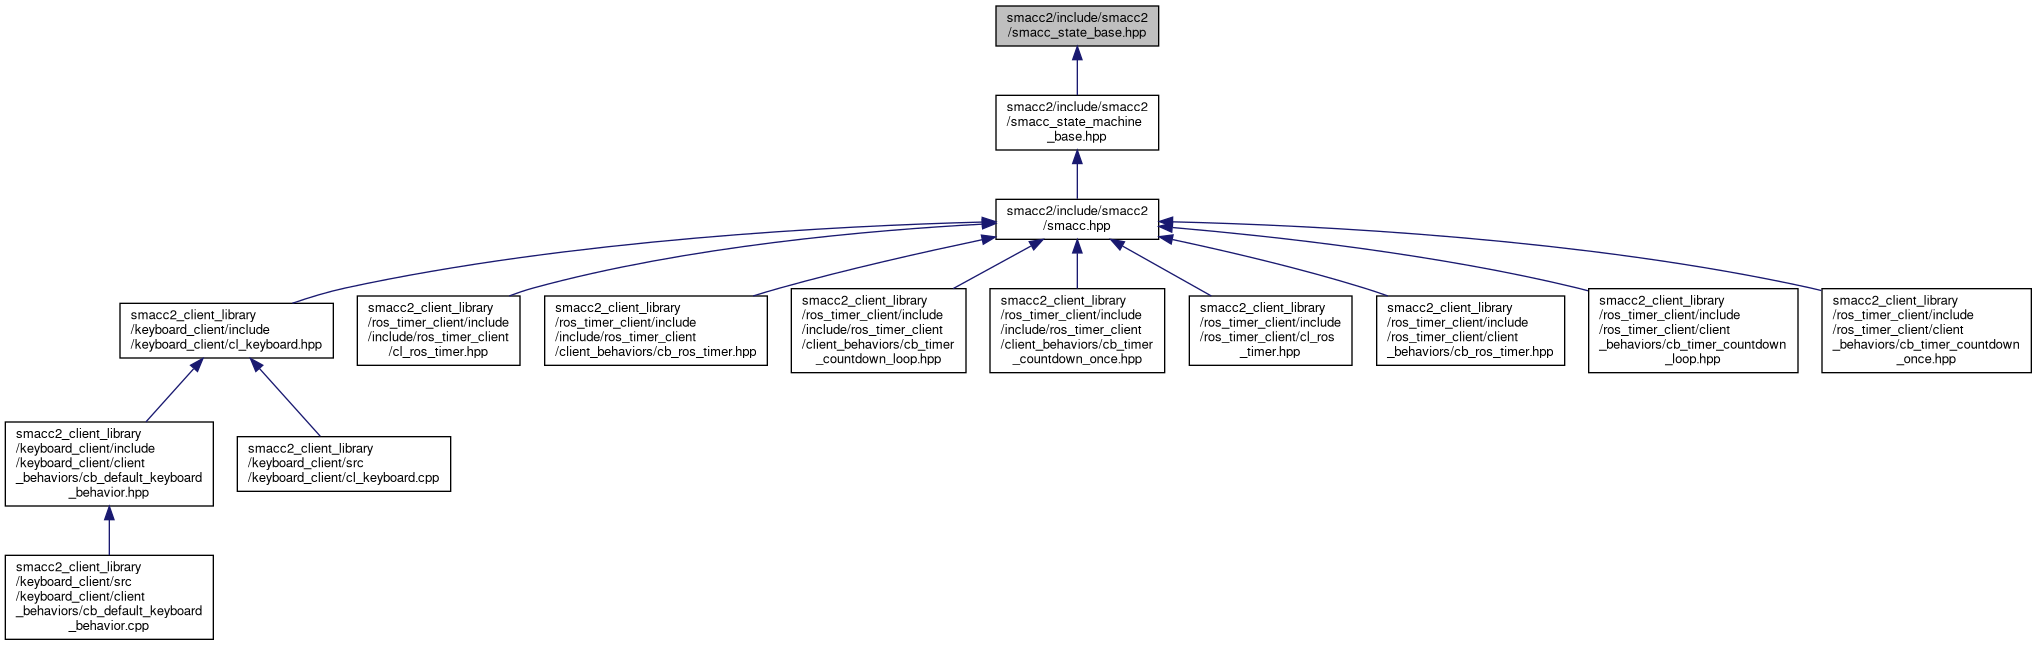 smacc2/include/smacc2
/smacc_state_base.hpp
smacc2/include/smacc2
/smacc_state_machine
_base.hpp
smacc2/include/smacc2
/smacc.hpp
smacc2_client_library
/keyboard_client/include
/keyboard_client/cl_keyboard.hpp
smacc2_client_library
/ros_timer_client/include
/include/ros_timer_client
/cl_ros_timer.hpp
smacc2_client_library
/ros_timer_client/include
/include/ros_timer_client
/client_behaviors/cb_ros_timer.hpp
smacc2_client_library
/ros_timer_client/include
/include/ros_timer_client
/client_behaviors/cb_timer
_countdown_loop.hpp
smacc2_client_library
/ros_timer_client/include
/include/ros_timer_client
/client_behaviors/cb_timer
_countdown_once.hpp
smacc2_client_library
/ros_timer_client/include
/ros_timer_client/cl_ros
_timer.hpp
smacc2_client_library
/ros_timer_client/include
/ros_timer_client/client
_behaviors/cb_ros_timer.hpp
smacc2_client_library
/ros_timer_client/include
/ros_timer_client/client
_behaviors/cb_timer_countdown
_loop.hpp
smacc2_client_library
/ros_timer_client/include
/ros_timer_client/client
_behaviors/cb_timer_countdown
_once.hpp
smacc2_client_library
/keyboard_client/include
/keyboard_client/client
_behaviors/cb_default_keyboard
_behavior.hpp
smacc2_client_library
/keyboard_client/src
/keyboard_client/cl_keyboard.cpp
smacc2_client_library
/keyboard_client/src
/keyboard_client/client
_behaviors/cb_default_keyboard
_behavior.cpp